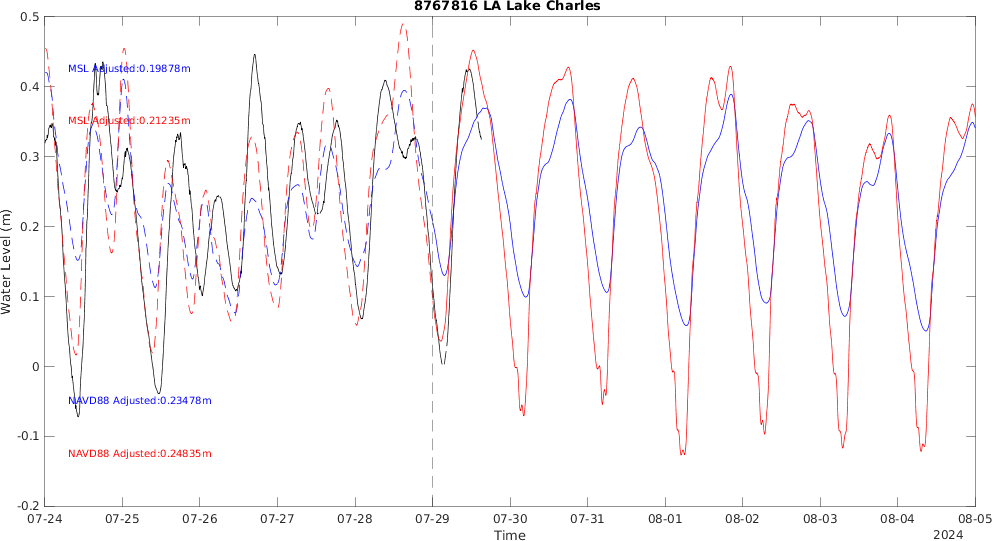 8767816 LA Lake Charles
0.5
MSL Adjusted:0.19878m
0.4
MSL Adjusted:0.21235m
0.3
0.2
Water Level (m)
0.1
0
NAVD88 Adjusted:0.23478m
-0.1
NAVD88 Adjusted:0.24835m
-0.2
07-24 07-25 07-26 07-27 07-28 07-29 07-30 07-31 08-01 08-02 08-03 08-04 08-05
Time
2024